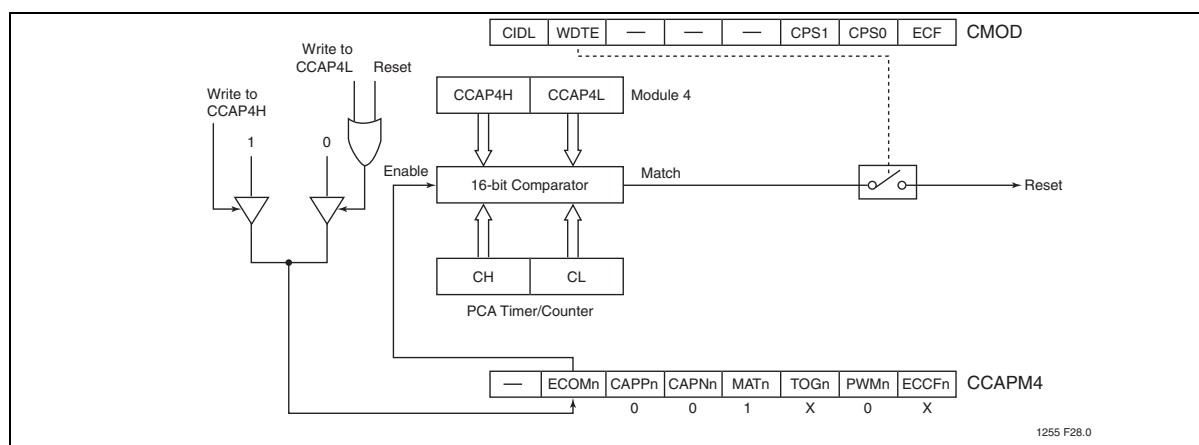 CIDL WDTE — — — CPS1 CPS0 ECF CMOD
Write to
CCAP4L Reset
Write to
CCAP4H
CCAP4H CCAP4L Module 4
1 0
Enable 16-bit Comparator Match Reset
CH CL
PCA Timer/Counter
— ECOMn CAPPn CAPNn MATn TOGn PWMn ECCFn CCAPM4
0 0 1 X 0 X
1255 F28.0